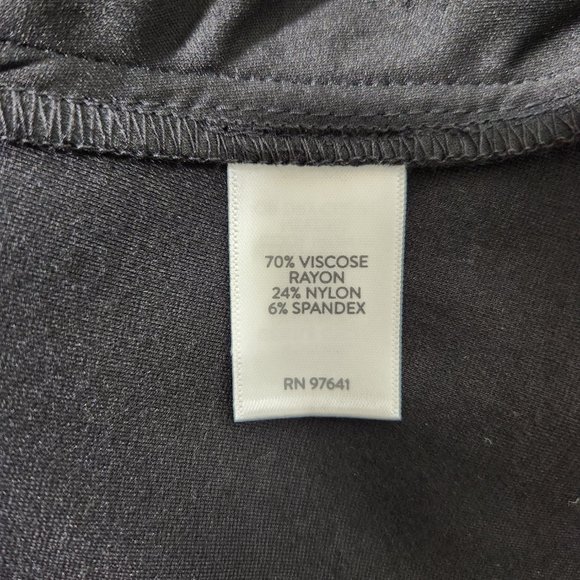 70% VISCOSE
RAYON
24% NYLON
6% SPANDEX
RN 97641